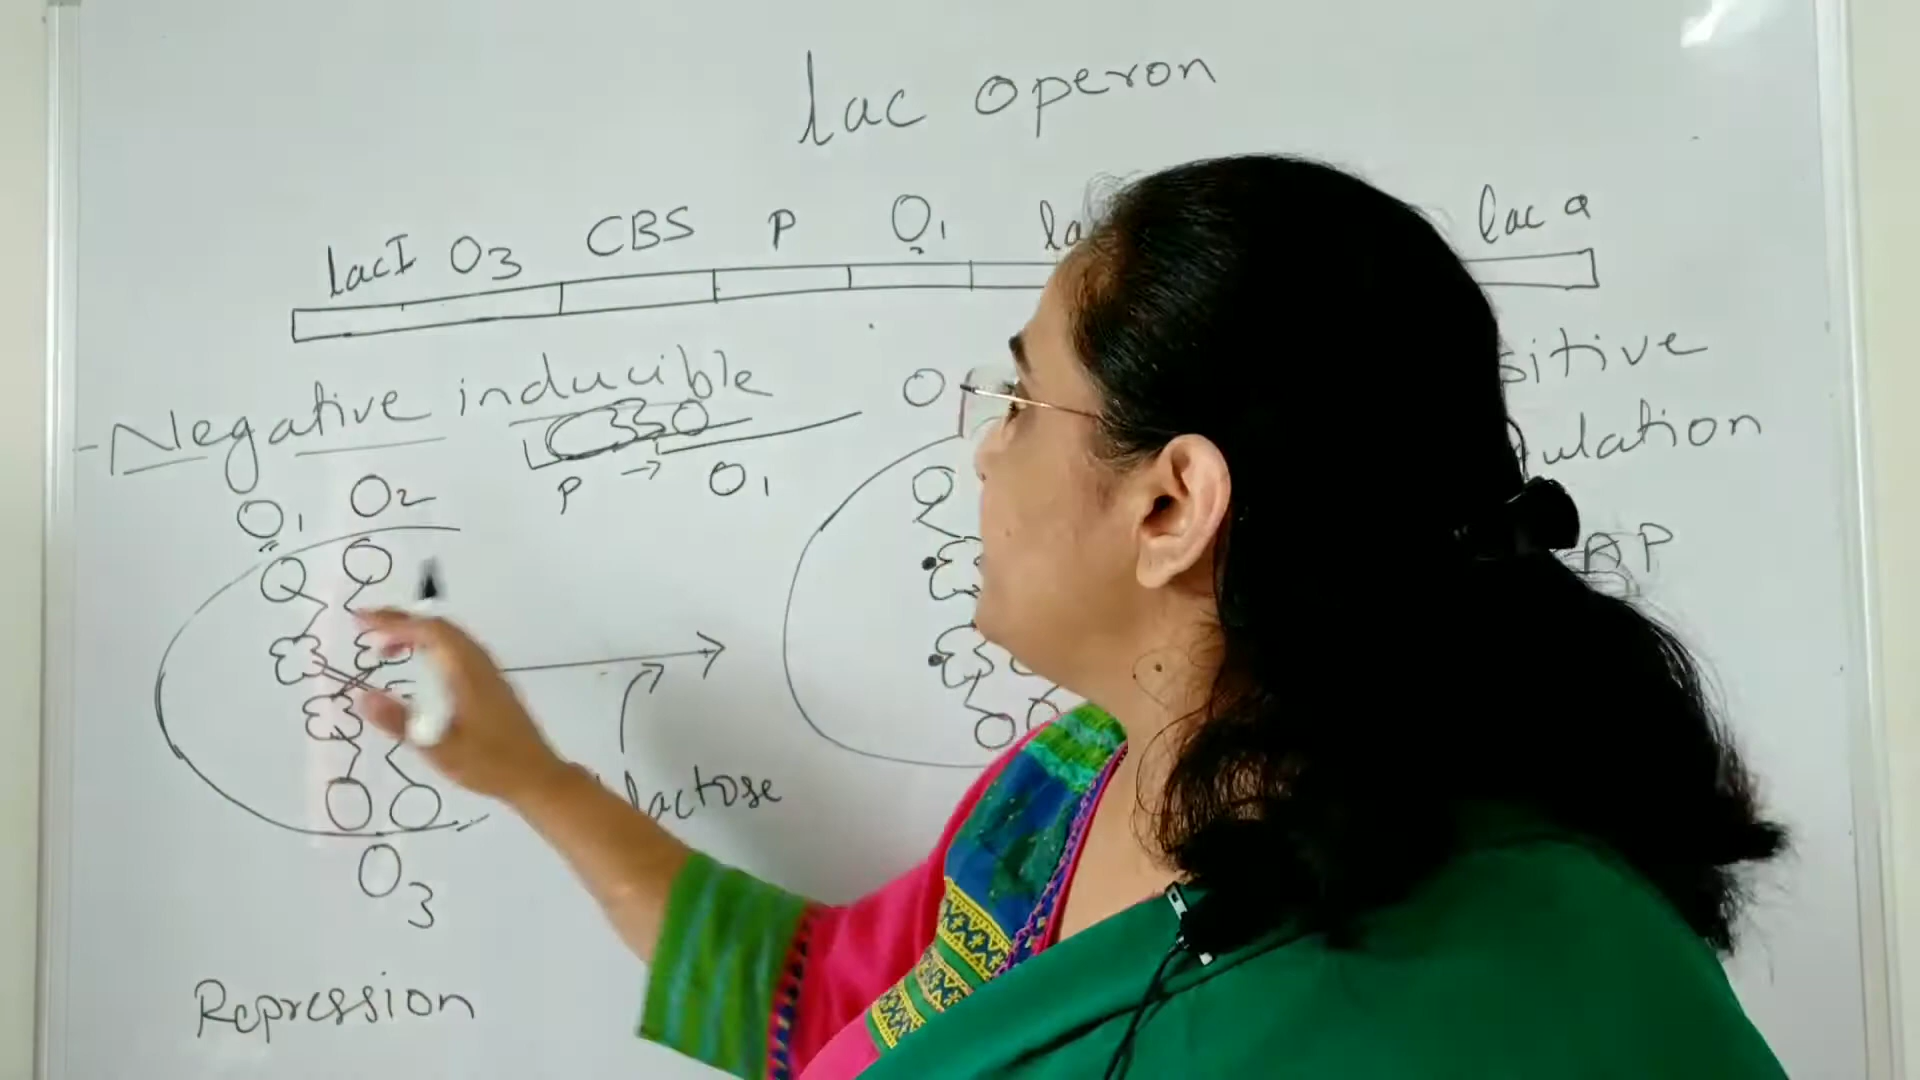 lac operon
lacI O3 CBS P O1 la lac a
Negative inducible
sitive
P → O1
ulation
O1 O2
AP
lactose
O3
Repression